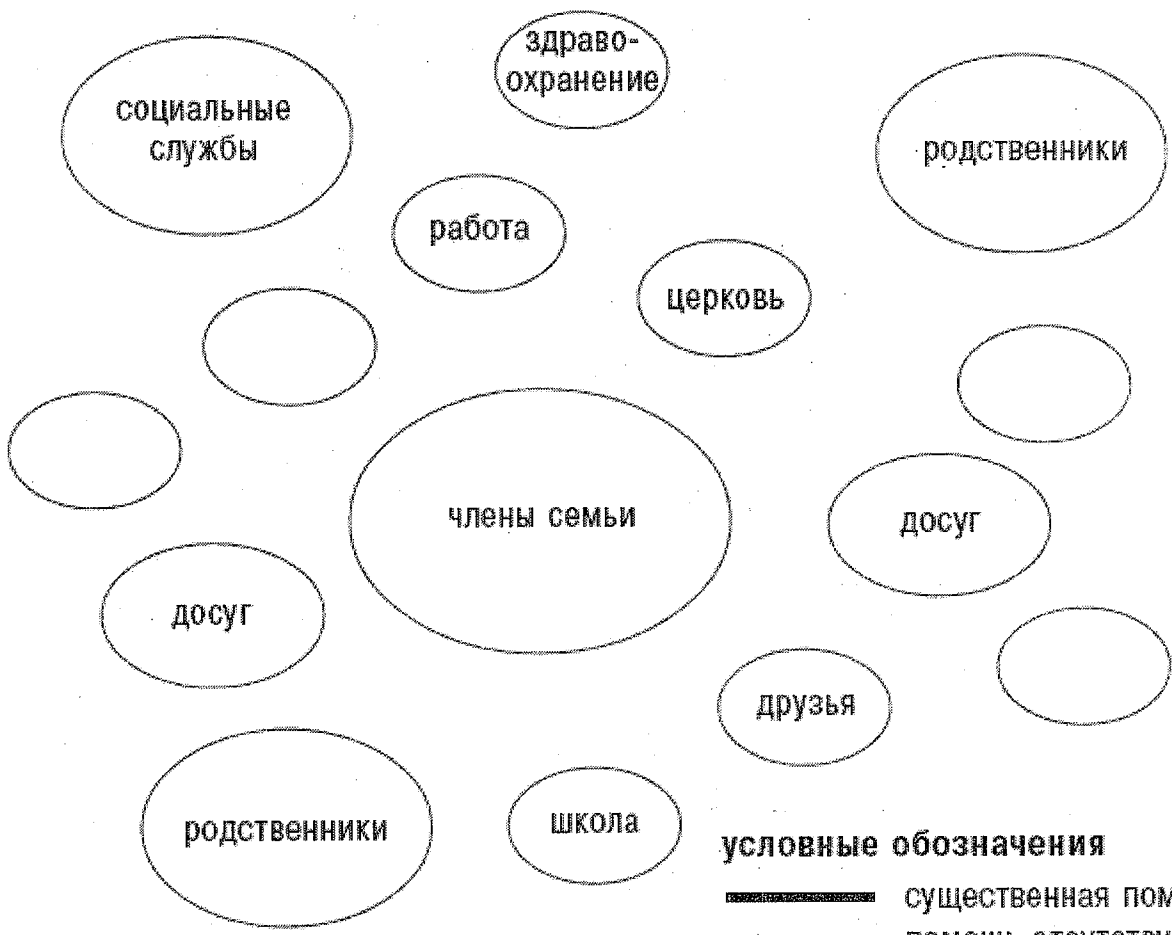 здраво-
охранение
социальные
службы
родственники
работа
церковь
члены семьи
досуг
досуг
друзья
родственники
школа
условные обозначения
существенная пом